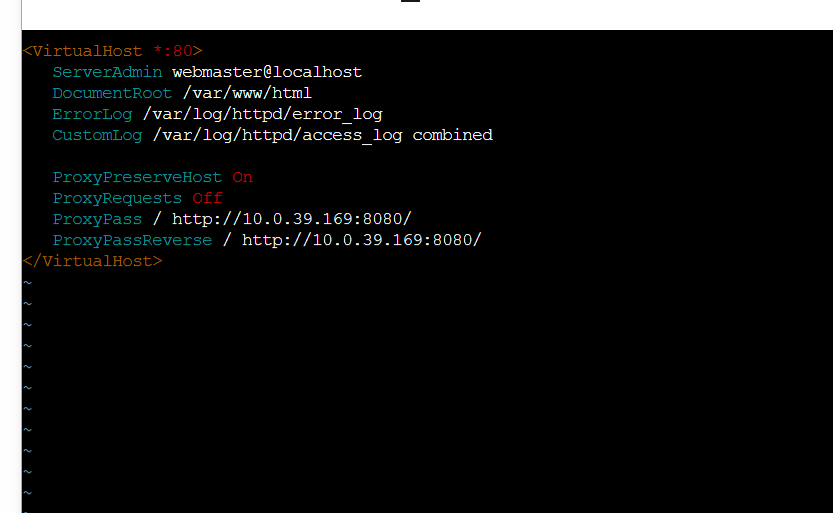 <VirtualHost *:80>
ServerAdmin webmaster@localhost
DocumentRoot /var/www/html
ErrorLog /var/log/httpd/error_log
CustomLog /var/log/httpd/access_log combined
ProxyPreserveHost On
ProxyRequests Off
ProxyPass / http://10.0.39.169:8080/
ProxyPassReverse / http://10.0.39.169:8080/
</VirtualHost>
~
~
~
~
~
~
~
~
~
~
~
~